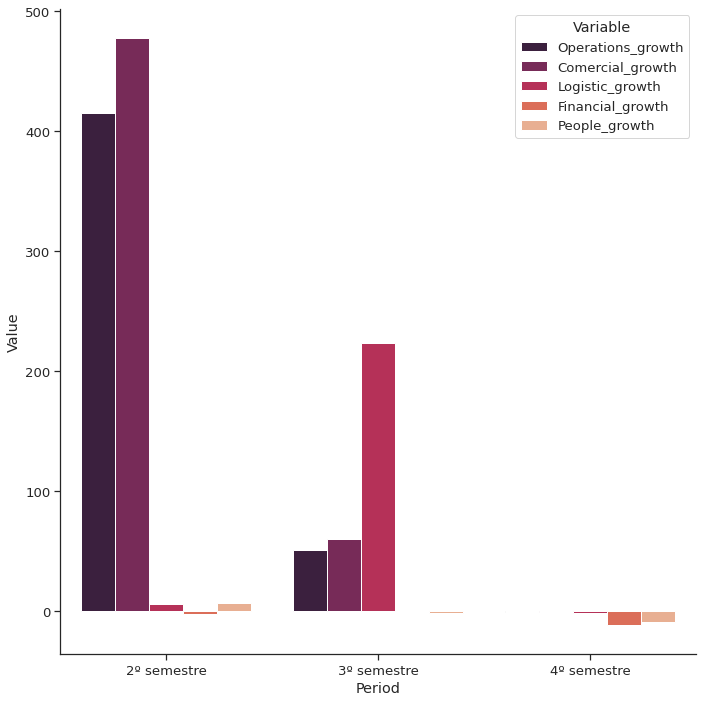 Variable
Operations_growth
Comercial_growth
Logistic_growth
Financial_growth
People_growth
500
400
300
200
100
0
Value
2º semestre
3º semestre
4º semestre
Period